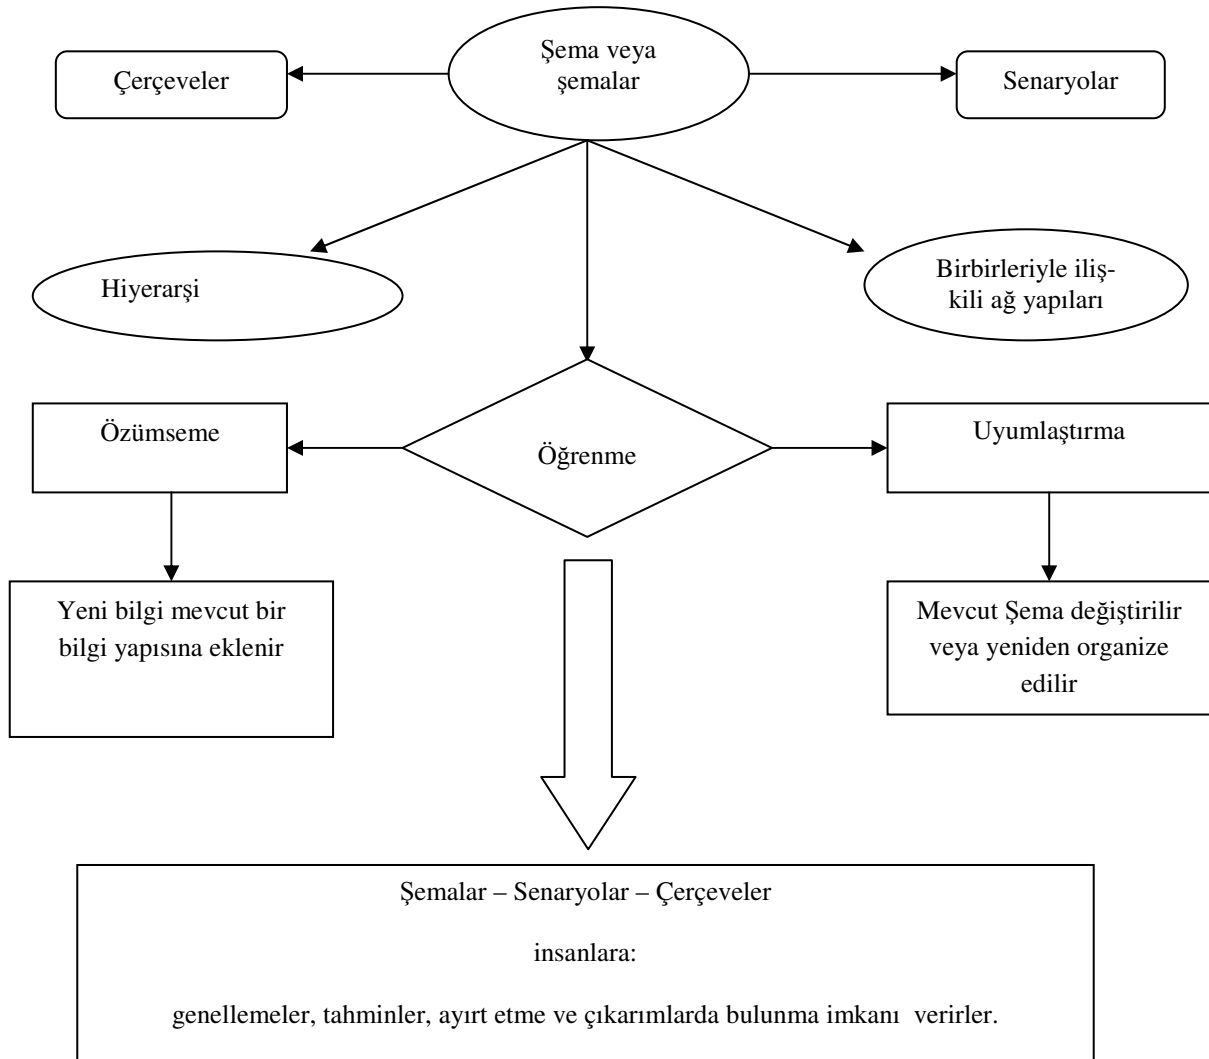 Şema veya
şemalar
Çerçeveler
Senaryolar
Hiyerarşi
Birbirleriyle iliş-
kili ağ yapıları
Özümseme
Öğrenme
Uyumlaştırma
Yeni bilgi mevcut bir
bilgi yapısına eklenir
Mevcut Şema değiştirilir
veya yeniden organize
edilir
Şemalar – Senaryolar – Çerçeveler
insanlara:
genellemeler, tahminler, ayırt etme ve çıkarımlarda bulunma imkanı verirler.